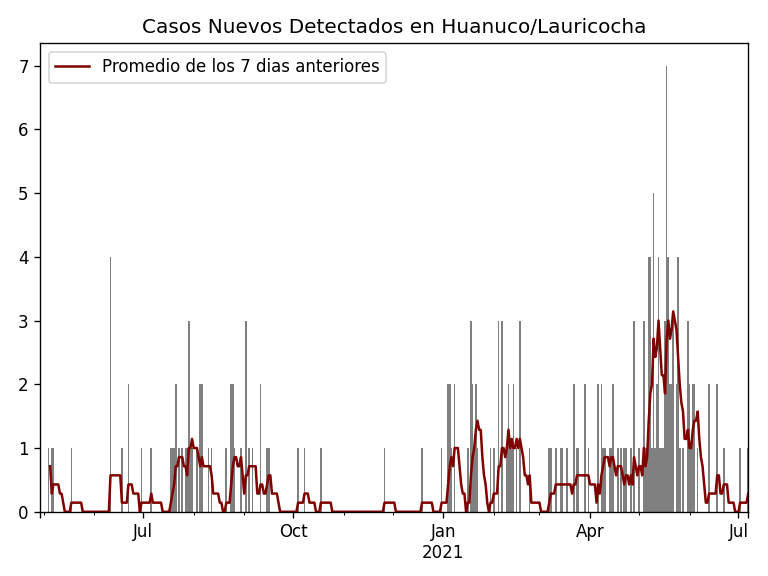 Casos Nuevos Detectados en Huanuco/Lauricocha
Promedio de los 7 dias anteriores
7
6
5
4
3
2
1
0
Jul
Oct
Jan
2021
Apr
Jul